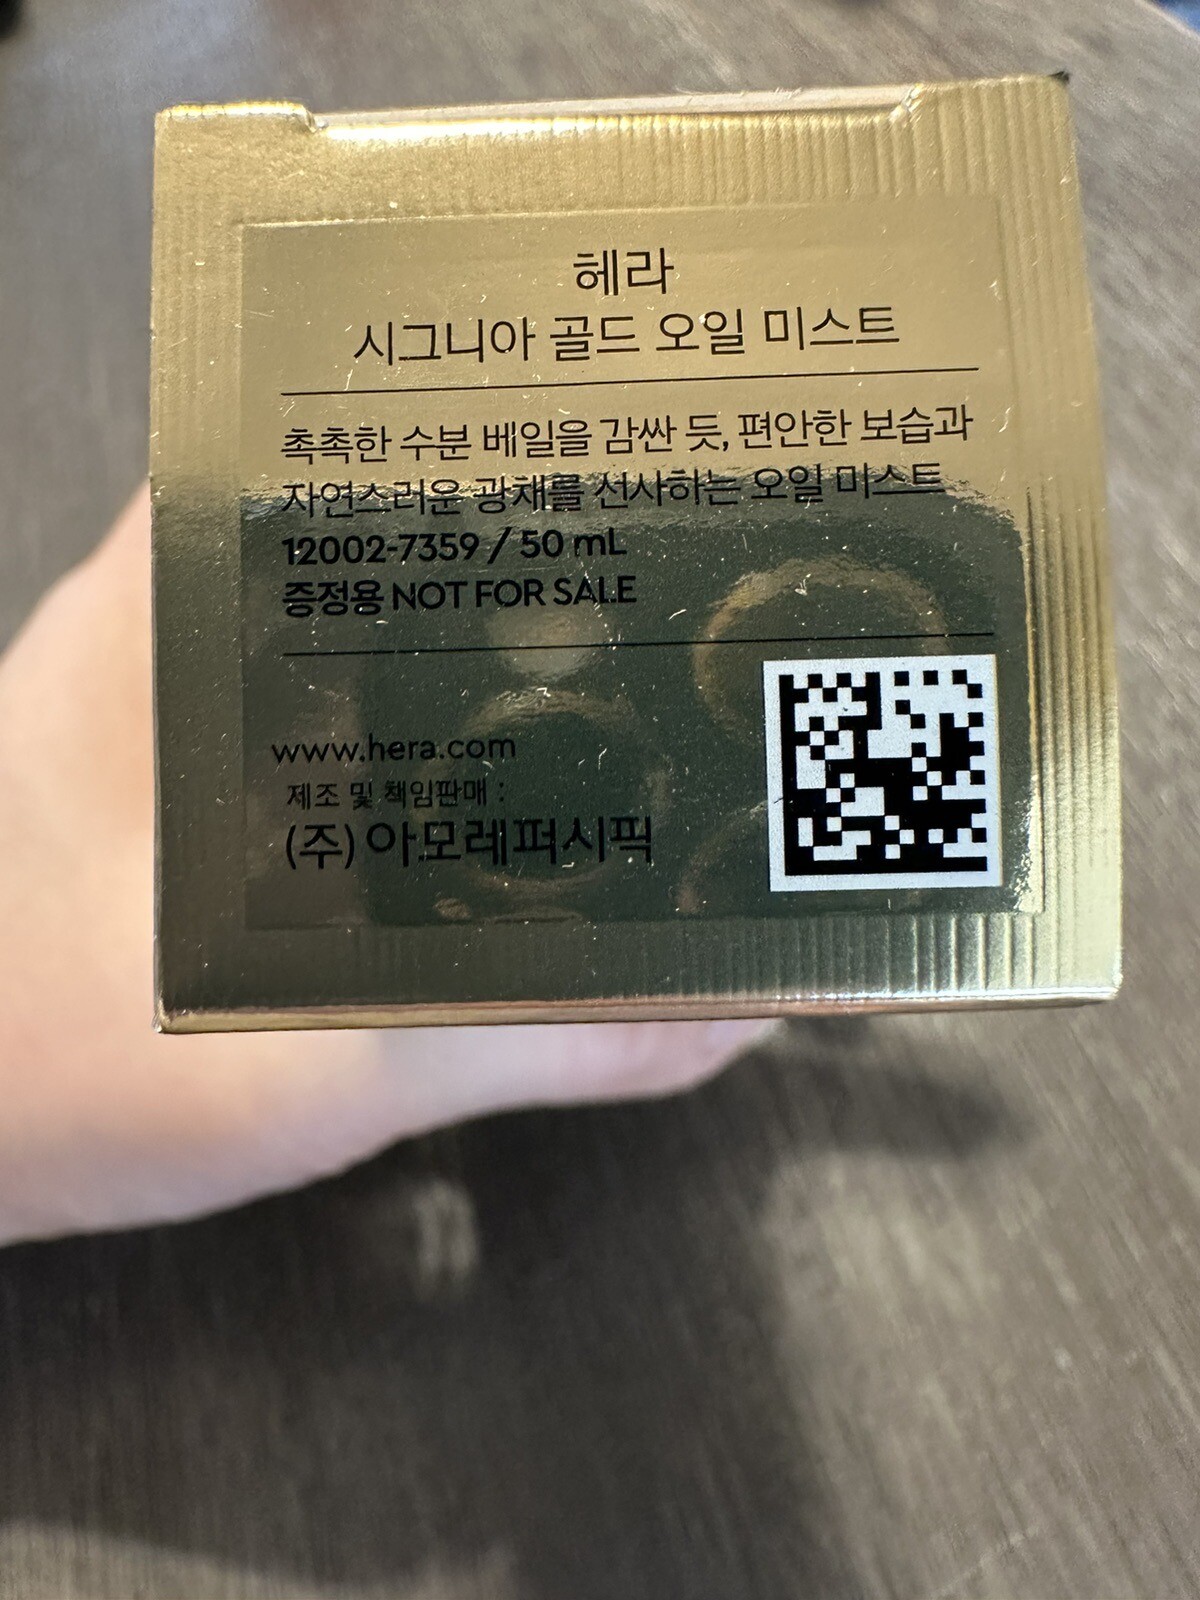 헤라
시그니아 골드 오일 미스트
촉촉한 수분 베일을 감싼 듯, 편안한 보습과
자연스러운 광채를 선사하는 오일 미스트
12002-7359 / 50 mL
증정용 NOT FOR SALE
www.hera.com
제조 및 책임판매 :
(주)아모레퍼시픽